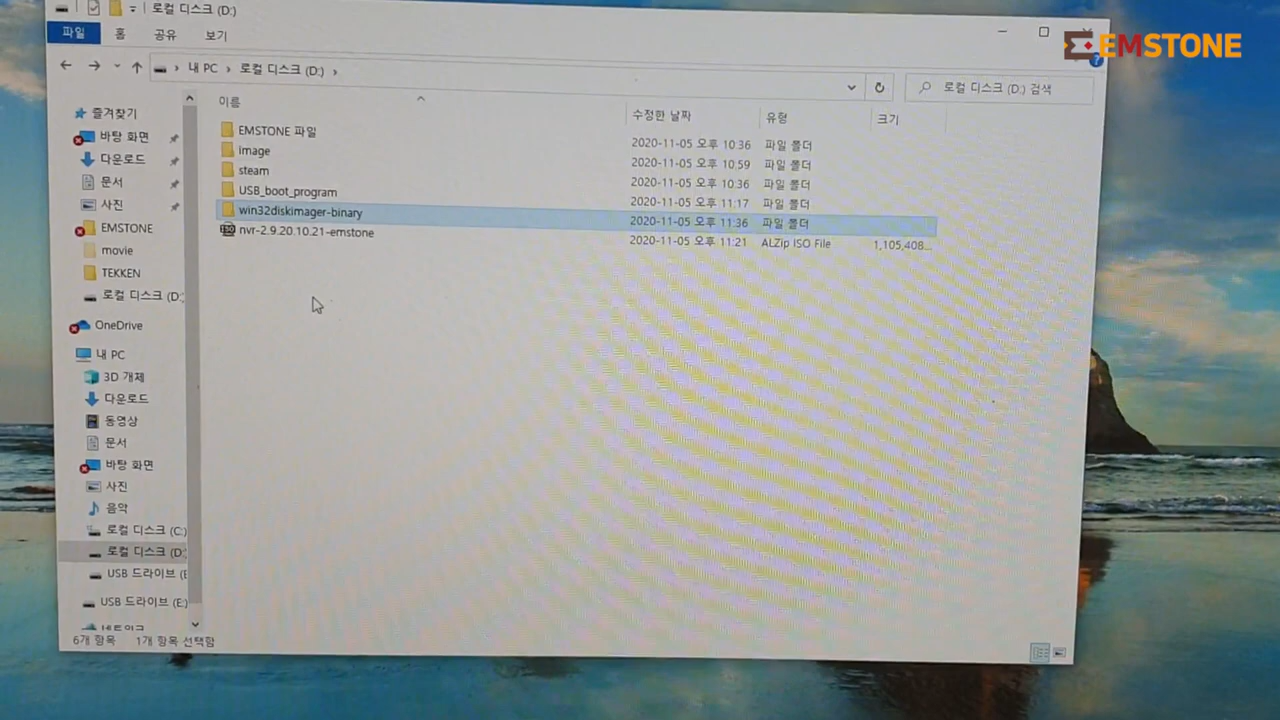 로컬 디스크 (D:)
파일 홈 공유 보기
EMSTONE
내 PC › 로컬 디스크 (D:) ›
로컬 디스크 (D:) 검색
이름 수정한 날짜 유형 크기
EMSTONE 파일 2020-11-05 오후 10:36 파일 폴더
image 2020-11-05 오후 10:59 파일 폴더
steam 2020-11-05 오후 10:36 파일 폴더
USB_boot_program 2020-11-05 오후 11:17 파일 폴더
win32diskimager-binary 2020-11-05 오후 11:36 파일 폴더
nvr-2.9.20.10.21-emstone 2020-11-05 오후 11:21 ALZip ISO File 1,105,408...
즐겨찾기
바탕 화면
다운로드
문서
사진
EMSTONE
movie
TEKKEN
로컬 디스크 (D:
OneDrive
내 PC
3D 개체
다운로드
동영상
문서
바탕 화면
사진
음악
로컬 디스크 (C:
로컬 디스크 (D:
USB 드라이브 (E
USB 드라이브 (E:)
네트워크
6개 항목 1개 항목 선택함